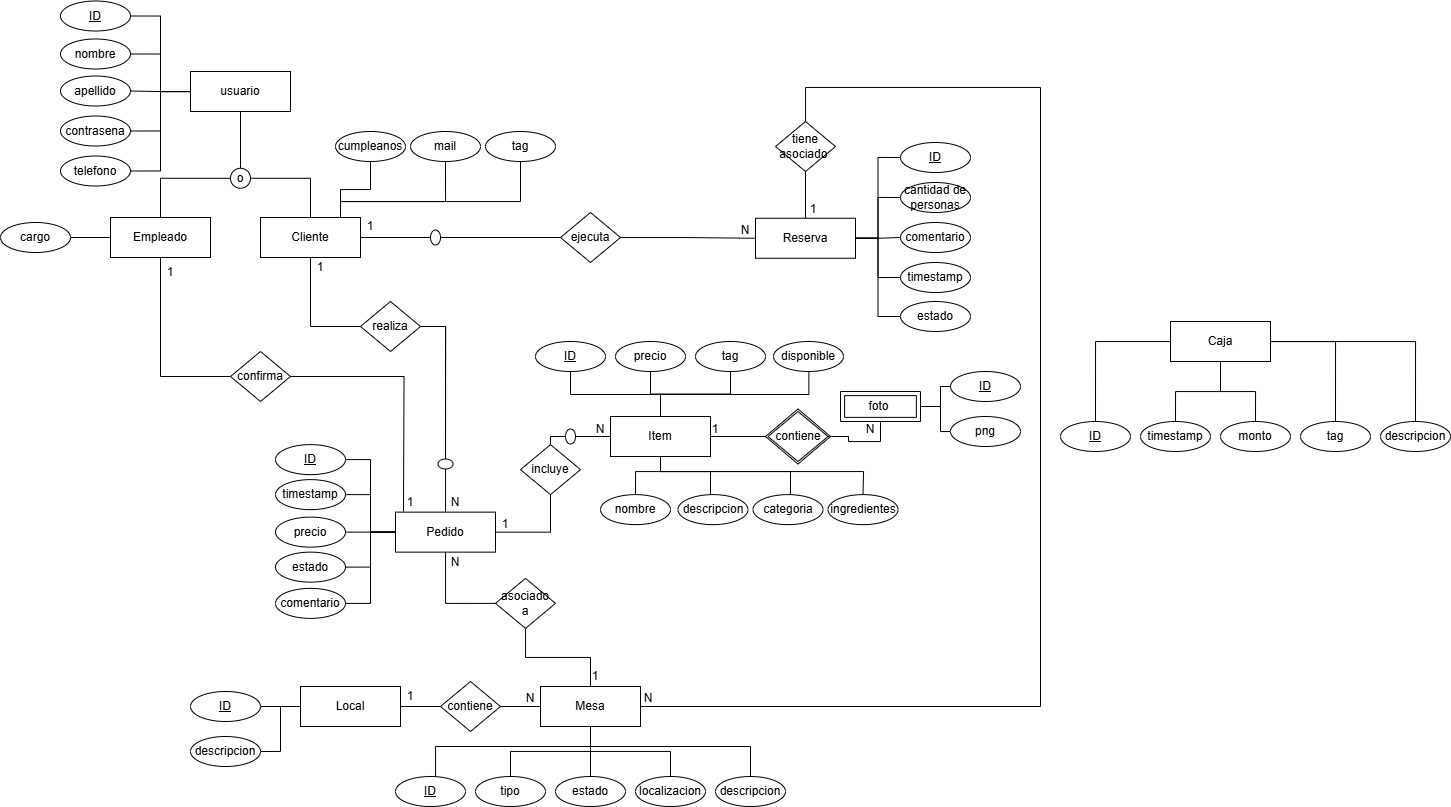 ID
nombre
usuario
apellido
contrasena
telefono
o
cumpleanos
mail
tag
tiene
asociado
ID
cantidad de
personas
comentario
timestamp
estado
cargo
Empleado
1
Cliente
1
1
ejecuta
N
Reserva
1
realiza
confirma
ID
precio
tag
disponible
N
Item
1
contiene
foto
N
ID
png
incluye
nombre
descripcion
categoria
ingredientes
Caja
ID
timestamp
monto
tag
descripcion
ID
timestamp
precio
estado
comentario
1
N
Pedido
1
N
asociado
a
1
ID
descripcion
Local
1
contiene
N
Mesa
N
ID
tipo
estado
localizacion
descripcion